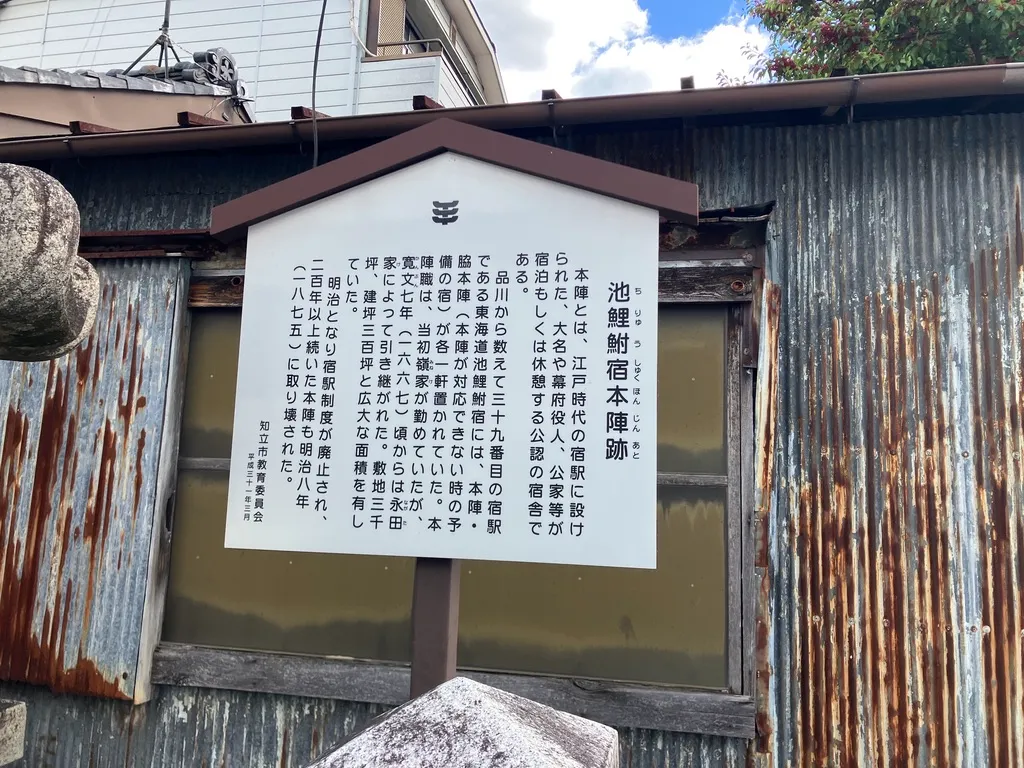 池鯉鮒宿本陣跡
ち りゅ う しゅく ほん じん あと
本陣とは、江戸時代の宿駅に設け
られた、大名や幕府役人、公家等が
宿泊もしくは休憩する公認の宿舎で
ある。
品川から数えて三十九番目の宿駅
である東海道池鯉鮒宿には、本陣・
脇本陣（本陣が対応できない時の予
備の宿）が各一軒置かれていた。本
陣職は、当初嶺家が勤めていたが、
寛文七年（一六六七）頃からは永田
家によって引き継がれた。敷地三千
坪、建坪三百坪と広大な面積を有し
ていた。
明治となり宿駅制度が廃止され、
二百年以上続いた本陣も明治八年
（一八七五）に取り壊された。
知立市教育委員会
平成三十一年三月